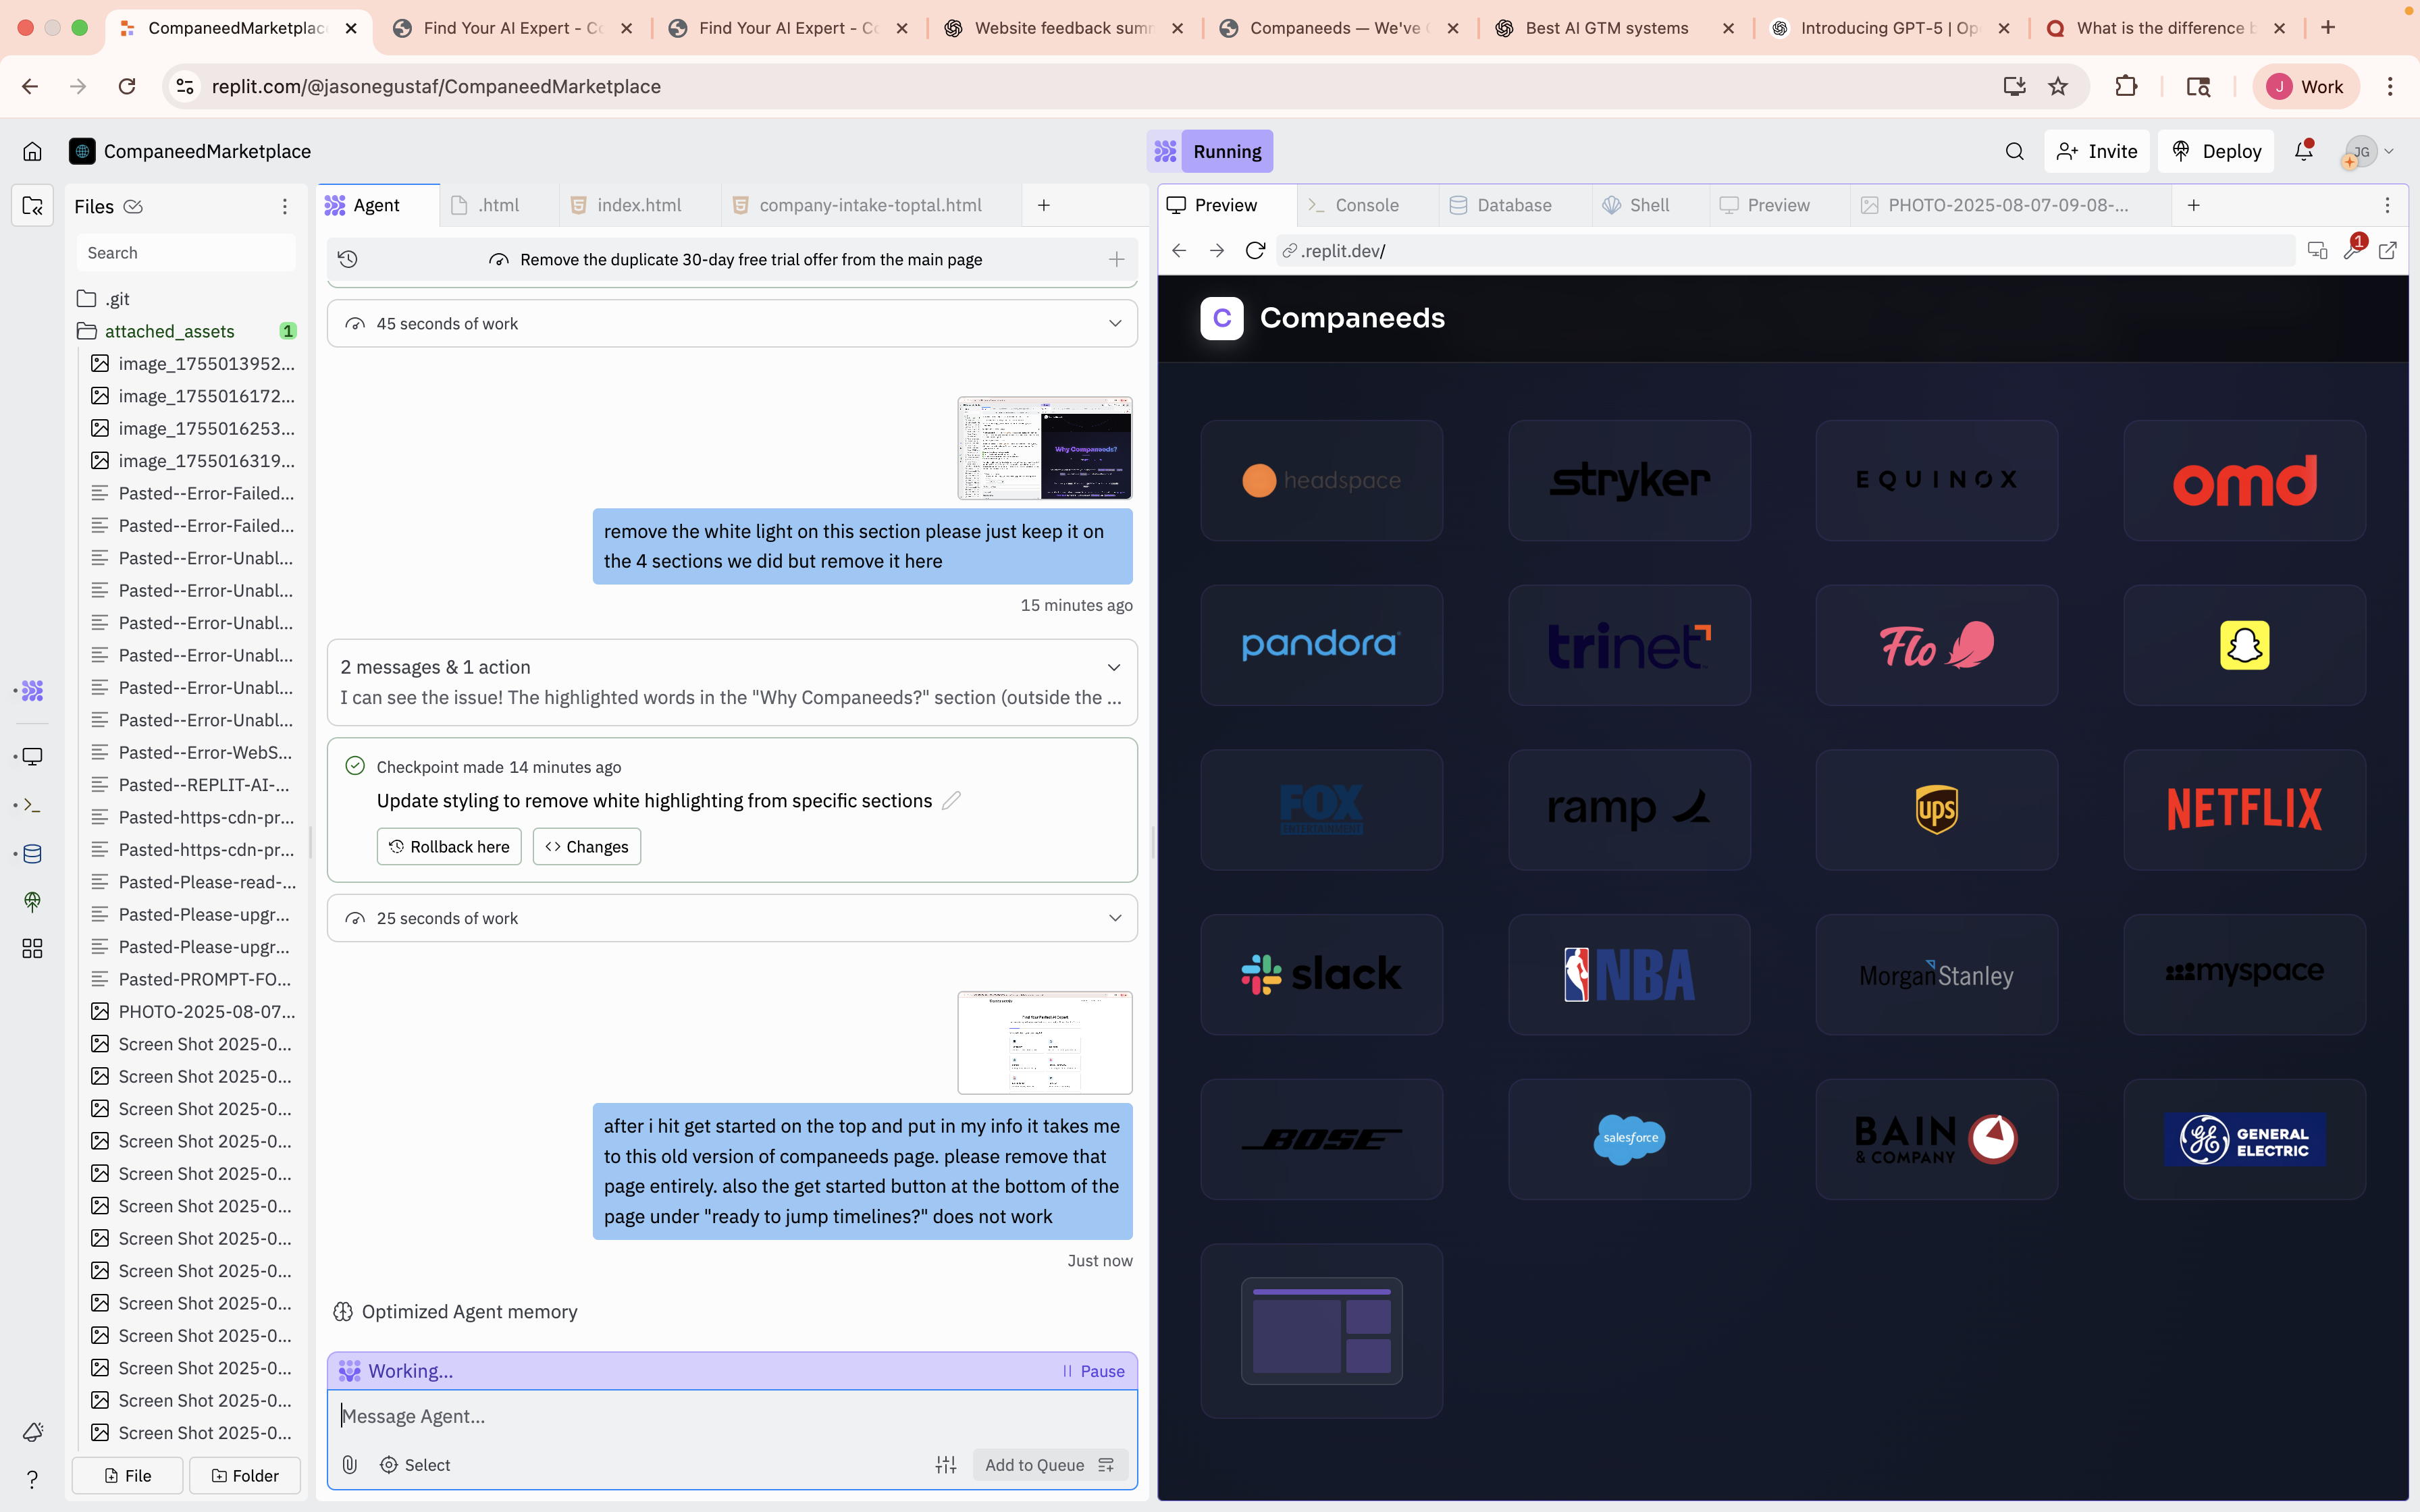 CompaneedMarketplac
Find Your AI Expert - Co
Find Your AI Expert - Co
Website feedback summ
Companeeds — We've
Best AI GTM systems
Introducing GPT-5 | Op
What is the difference b
replit.com/@jasonegustaf/CompaneedMarketplace
J
Work
CompaneedMarketplace
Running
Invite
Deploy
JG
Files
Search
.git
attached_assets
1
image_1755013952...
image_1755016172...
image_1755016253...
image_1755016319...
Pasted--Error-Failed...
Pasted--Error-Failed...
Pasted--Error-Unabl...
Pasted--Error-Unabl...
Pasted--Error-Unabl...
Pasted--Error-Unabl...
Pasted--Error-Unabl...
Pasted--Error-Unabl...
Pasted--Error-WebS...
Pasted--REPLIT-AI-...
Pasted-https-cdn-pr...
Pasted-https-cdn-pr...
Pasted-Please-read-...
Pasted-Please-upgr...
Pasted-Please-upgr...
Pasted-PROMPT-FO...
PHOTO-2025-08-07...
Screen Shot 2025-0...
Screen Shot 2025-0...
Screen Shot 2025-0...
Screen Shot 2025-0...
Screen Shot 2025-0...
Screen Shot 2025-0...
Screen Shot 2025-0...
Screen Shot 2025-0...
Screen Shot 2025-0...
Screen Shot 2025-0...
Screen Shot 2025-0...
Screen Shot 2025-0...
Screen Shot 2025-0...
File
Folder
Agent
.html
index.html
company-intake-toptal.html
Remove the duplicate 30-day free trial offer from the main page
45 seconds of work
Why Companeeds?
remove the white light on this section please just keep it on
the 4 sections we did but remove it here
15 minutes ago
2 messages & 1 action
I can see the issue! The highlighted words in the "Why Companeeds?" section (outside the ...
Checkpoint made 14 minutes ago
Update styling to remove white highlighting from specific sections
Rollback here
Changes
25 seconds of work
Find Your Perfect AI Expert
after i hit get started on the top and put in my info it takes me
to this old version of companeeds page. please remove that
page entirely. also the get started button at the bottom of the
page under "ready to jump timelines?" does not work
Just now
Optimized Agent memory
Working...
Pause
Message Agent...
Select
Add to Queue
Preview
Console
Database
Shell
Preview
PHOTO-2025-08-07-09-08-...
.replit.dev/
1
C
Companeeds
headspace
stryker
EQUINOX
omd
pandora
trinet
Flo
FOX
ENTERTAINMENT
ramp
ups
NETFLIX
slack
NBA
Morgan Stanley
myspace
BOSE
salesforce
BAIN
& COMPANY
GE
GENERAL
ELECTRIC